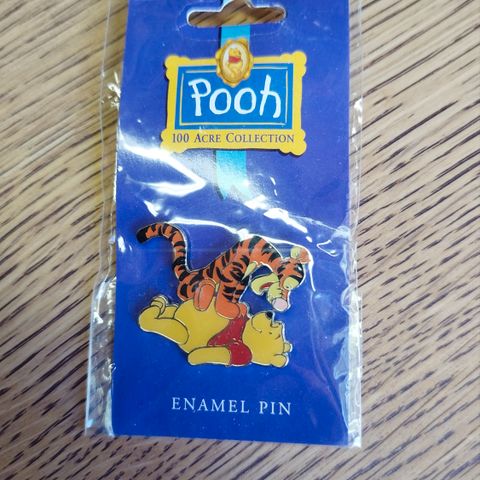 Pooh
100 ACRE COLLECTION
ENAMEL PIN